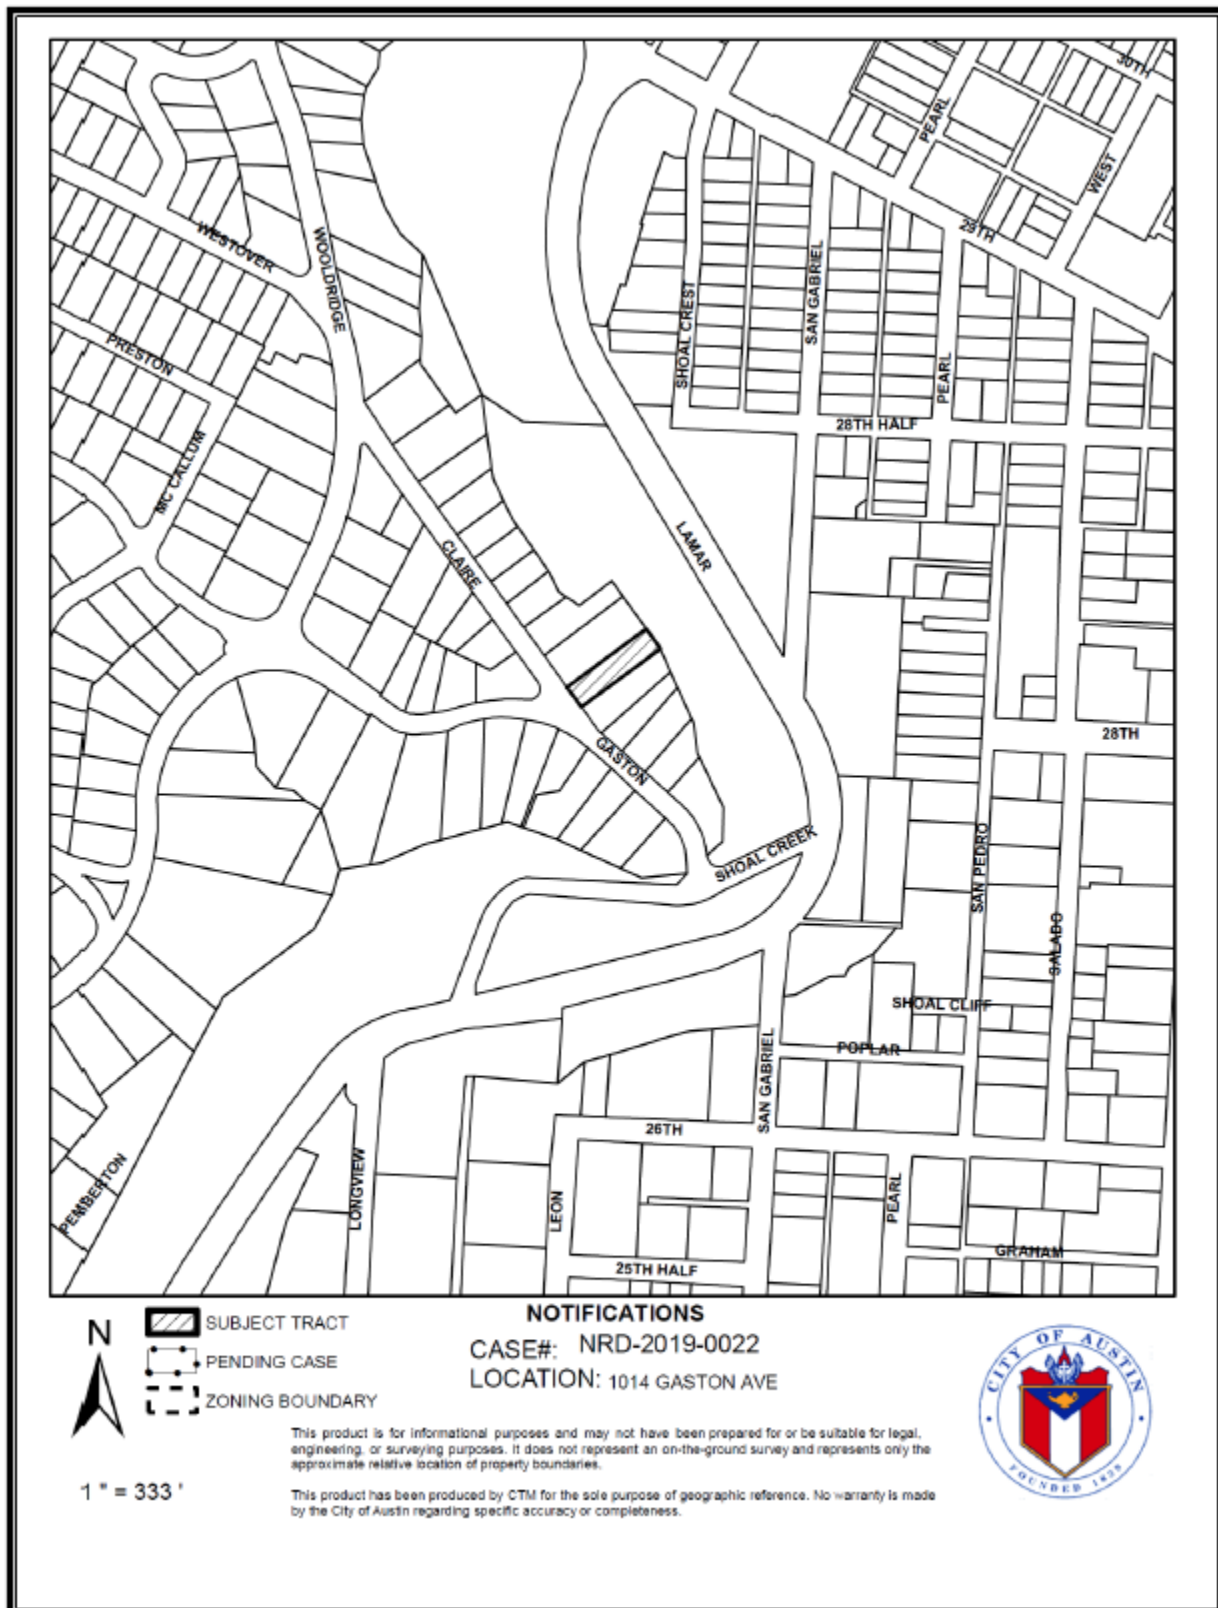 30TH
PEARL
WEST
29TH
WESTOVER
WOOLDRIDGE
SAN GABRIEL
SHOAL CREST
PRESTON
PEARL
28TH HALF
MC CALLUM
LAMAR
CLAIRE
28TH
GASTON
SHOAL CREEK
SAN PEDRO
SALADO
SHOAL CLIFF
POPLAR
SAN GABRIEL
26TH
PEMBERTON
LONGVIEW
LEON
PEARL
GRAHAM
25TH HALF
N
SUBJECT TRACT
PENDING CASE
ZONING BOUNDARY
1 " = 333 '
NOTIFICATIONS
CASE#: NRD-2019-0022
LOCATION: 1014 GASTON AVE
This product is for informational purposes and may not have been prepared for or be suitable for legal,
engineering, or surveying purposes. It does not represent an on-the-ground survey and represents only the
approximate relative location of property boundaries.
This product has been produced by CTM for the sole purpose of geographic reference. No warranty is made
by the City of Austin regarding specific accuracy or completeness.
CITY OF AUSTIN
FOUNDED 1839